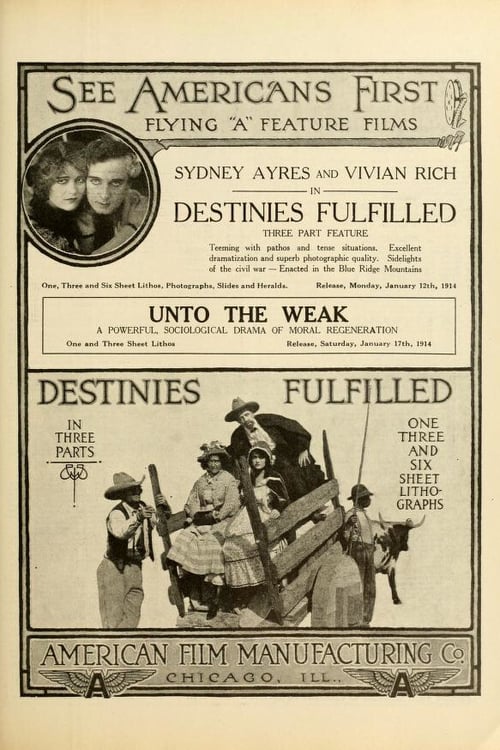 SEE AMERICANS FIRST
FLYING "A" FEATURE FILMS
SYDNEY AYRES AND VIVIAN RICH
IN
DESTINIES FULFILLED
THREE PART FEATURE
Teeming with pathos and tense situations. Excellent
dramatization and superb photographic quality. Sidelights
of the civil war — Enacted in the Blue Ridge Mountains
One, Three and Six Sheet Lithos, Photographs, Slides and Heralds. Release, Monday, January 12th, 1914
UNTO THE WEAK
A POWERFUL, SOCIOLOGICAL DRAMA OF MORAL REGENERATION
One and Three Sheet Lithos Release, Saturday, January 17th, 1914
DESTINIES FULFILLED
IN
THREE
PARTS
ONE
THREE
AND
SIX
SHEET
LITHO-
GRAPHS
AMERICAN FILM MANUFACTURING CO.
CHICAGO, ILL.,
A A